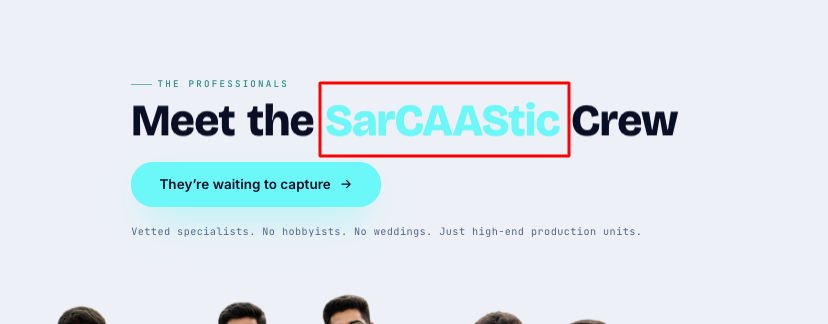 THE PROFESSIONALS
Meet the SarCAAStic Crew
They’re waiting to capture →
Vetted specialists. No hobbyists. No weddings. Just high-end production units.